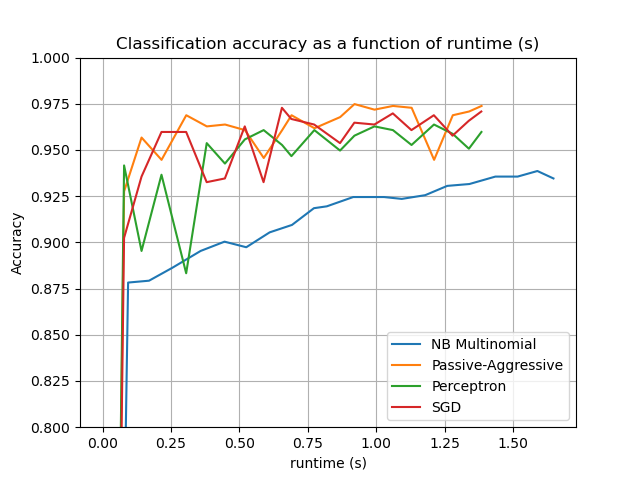 Classification accuracy as a function of runtime (s)
1.000
0.975
0.950
0.925
0.900
0.875
0.850
0.825
0.800
Accuracy
NB Multinomial
Passive-Aggressive
Perceptron
SGD
0.00 0.25 0.50 0.75 1.00 1.25 1.50
runtime (s)